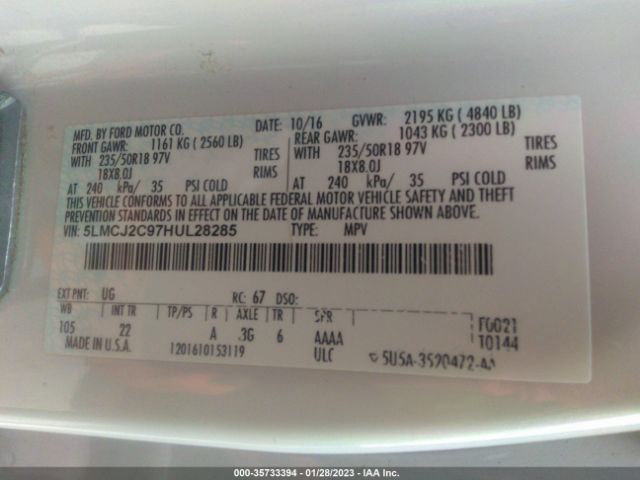 MFD. BY FORD MOTOR CO. DATE: 10/16 GVWR: 2195 KG ( 4840 LB)
FRONT GAWR: 1161 KG ( 2560 LB) REAR GAWR: 1043 KG ( 2300 LB)
WITH 235/50R18 97V TIRES WITH 235/50R18 97V TIRES
18X8.0J RIMS 18X8.0J RIMS
AT 240 kPa/ 35 PSI COLD AT 240 kPa/ 35 PSI COLD
THIS VEHICLE CONFORMS TO ALL APPLICABLE FEDERAL MOTOR VEHICLE SAFETY AND THEFT
PREVENTION STANDARDS IN EFFECT ON THE DATE OF MANUFACTURE SHOWN ABOVE.
VIN: 5LMCJ2C97HUL28285 TYPE: MPV
EXT PNT: UG RC: 67 DSO:
WB INT TR TP/PS R AXLE TR SPR
105 22 A .3G 6 AAAA
MADE IN U.S.A. 1201610153119 ULC
F0021
T0144
5U5A-3520472-AA
000-35733394 - 01/28/2023 - IAA Inc.